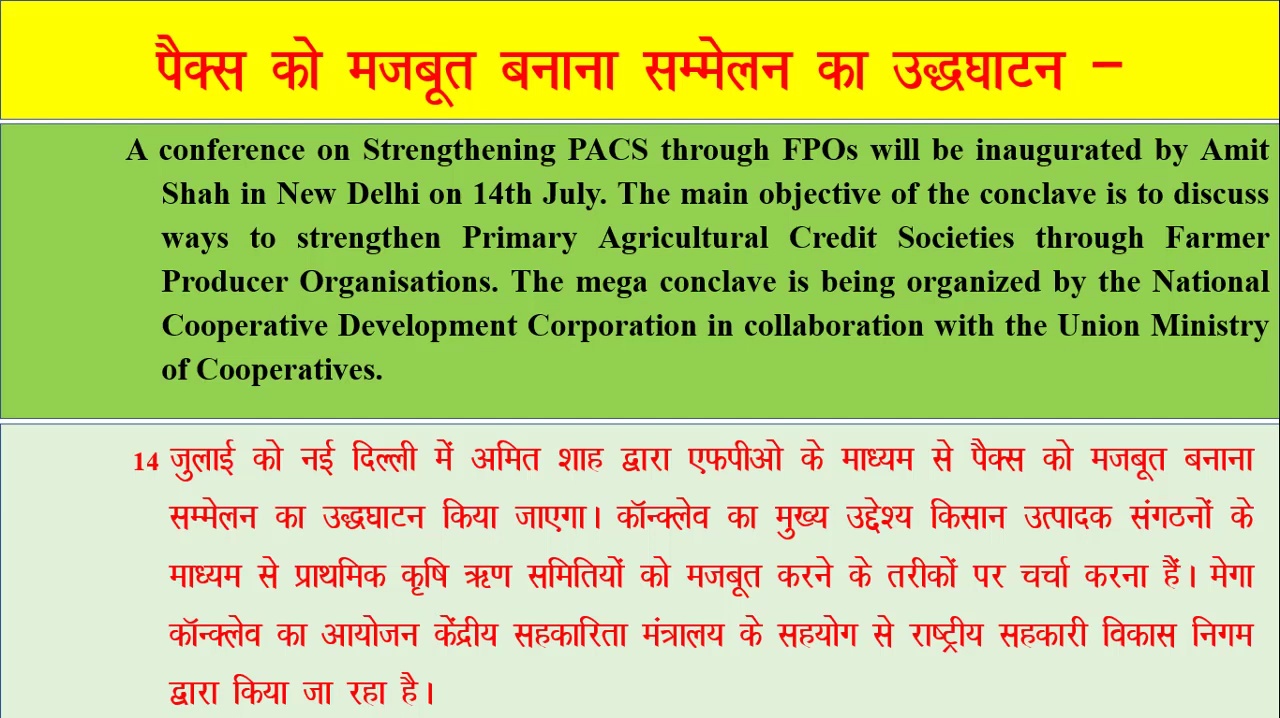 पैक्स को मजबूत बनाना सम्मेलन का उद्धघाटन –
A conference on Strengthening PACS through FPOs will be inaugurated by Amit
Shah in New Delhi on 14th July. The main objective of the conclave is to discuss
ways to strengthen Primary Agricultural Credit Societies through Farmer
Producer Organisations. The mega conclave is being organized by the National
Cooperative Development Corporation in collaboration with the Union Ministry
of Cooperatives.
14 जुलाई को नई दिल्ली में अमित शाह द्वारा एफपीओ के माध्यम से पैक्स को मजबूत बनाना
सम्मेलन का उद्धघाटन किया जाएगा। कॉन्क्लेव का मुख्य उद्देश्य किसान उत्पादक संगठनों के
माध्यम से प्राथमिक कृषि ऋण समितियों को मजबूत करने के तरीकों पर चर्चा करना हैं। मेगा
कॉन्क्लेव का आयोजन केंद्रीय सहकारिता मंत्रालय के सहयोग से राष्ट्रीय सहकारी विकास निगम
द्वारा किया जा रहा है।